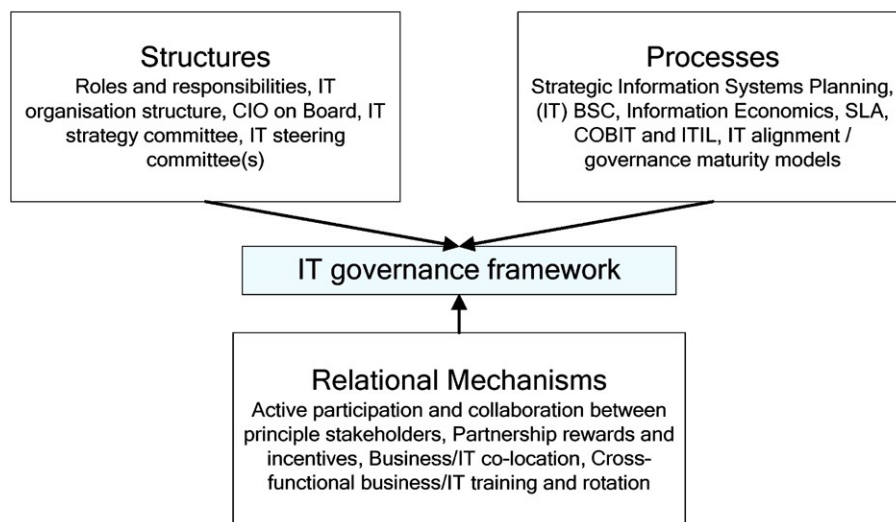 Structures
Roles and responsibilities, IT
organisation structure, CIO on Board, IT
strategy committee, IT steering
committee(s)
Processes
Strategic Information Systems Planning,
(IT) BSC, Information Economics, SLA,
COBIT and ITIL, IT alignment /
governance maturity models
IT governance framework
Relational Mechanisms
Active participation and collaboration between
principle stakeholders, Partnership rewards and
incentives, Business/IT co-location, Cross-
functional business/IT training and rotation